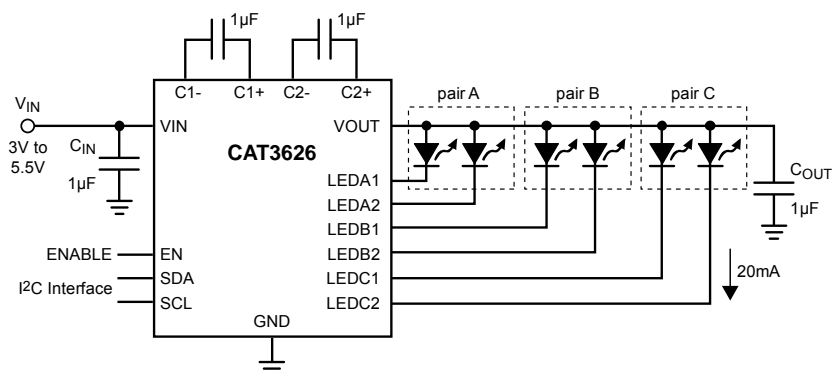 1μF
1μF
C1-
C1+
C2-
C2+
pair A
pair B
pair C
VIN
3V to
5.5V
CIN
1μF
VIN
CAT3626
VOUT
LEDA1
LEDA2
LEDB1
LEDB2
LEDC1
LEDC2
COUT
1μF
20mA
ENABLE
EN
I2C Interface
SDA
SCL
GND